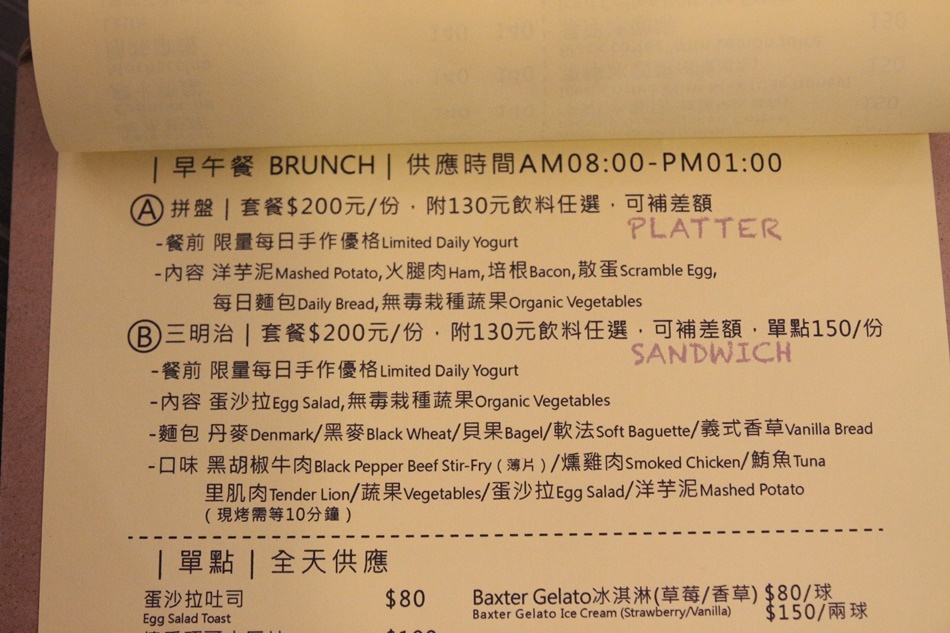 | 早午餐 BRUNCH | 供應時間AM08:00-PM01:00
Ⓐ 拼盤 | 套餐$200元/份，附130元飲料任選，可補差額
PLATTER
-餐前 限量每日手作優格Limited Daily Yogurt
-內容 洋芋泥Mashed Potato,火腿肉Ham,培根Bacon,散蛋Scramble Egg,
每日麵包Daily Bread,無毒栽種蔬果Organic Vegetables
Ⓑ 三明治 | 套餐$200元/份，附130元飲料任選，可補差額，單點150/份
SANDWICH
-餐前 限量每日手作優格Limited Daily Yogurt
-內容 蛋沙拉Egg Salad,無毒栽種蔬果Organic Vegetables
-麵包 丹麥Denmark/黑麥Black Wheat/貝果Bagel/軟法Soft Baguette/義式香草Vanilla Bread
-口味 黑胡椒牛肉Black Pepper Beef Stir-Fry（薄片）/燻雞肉Smoked Chicken/鮪魚Tuna
里肌肉Tender Lion/蔬果Vegetables/蛋沙拉Egg Salad/洋芋泥Mashed Potato
（現烤需等10分鐘）
| 單點 | 全天供應
蛋沙拉吐司 $80
Egg Salad Toast
Baxter Gelato冰淇淋(草莓/香草) $80/球
Baxter Gelato Ice Cream (Strawberry/Vanilla) $150/兩球